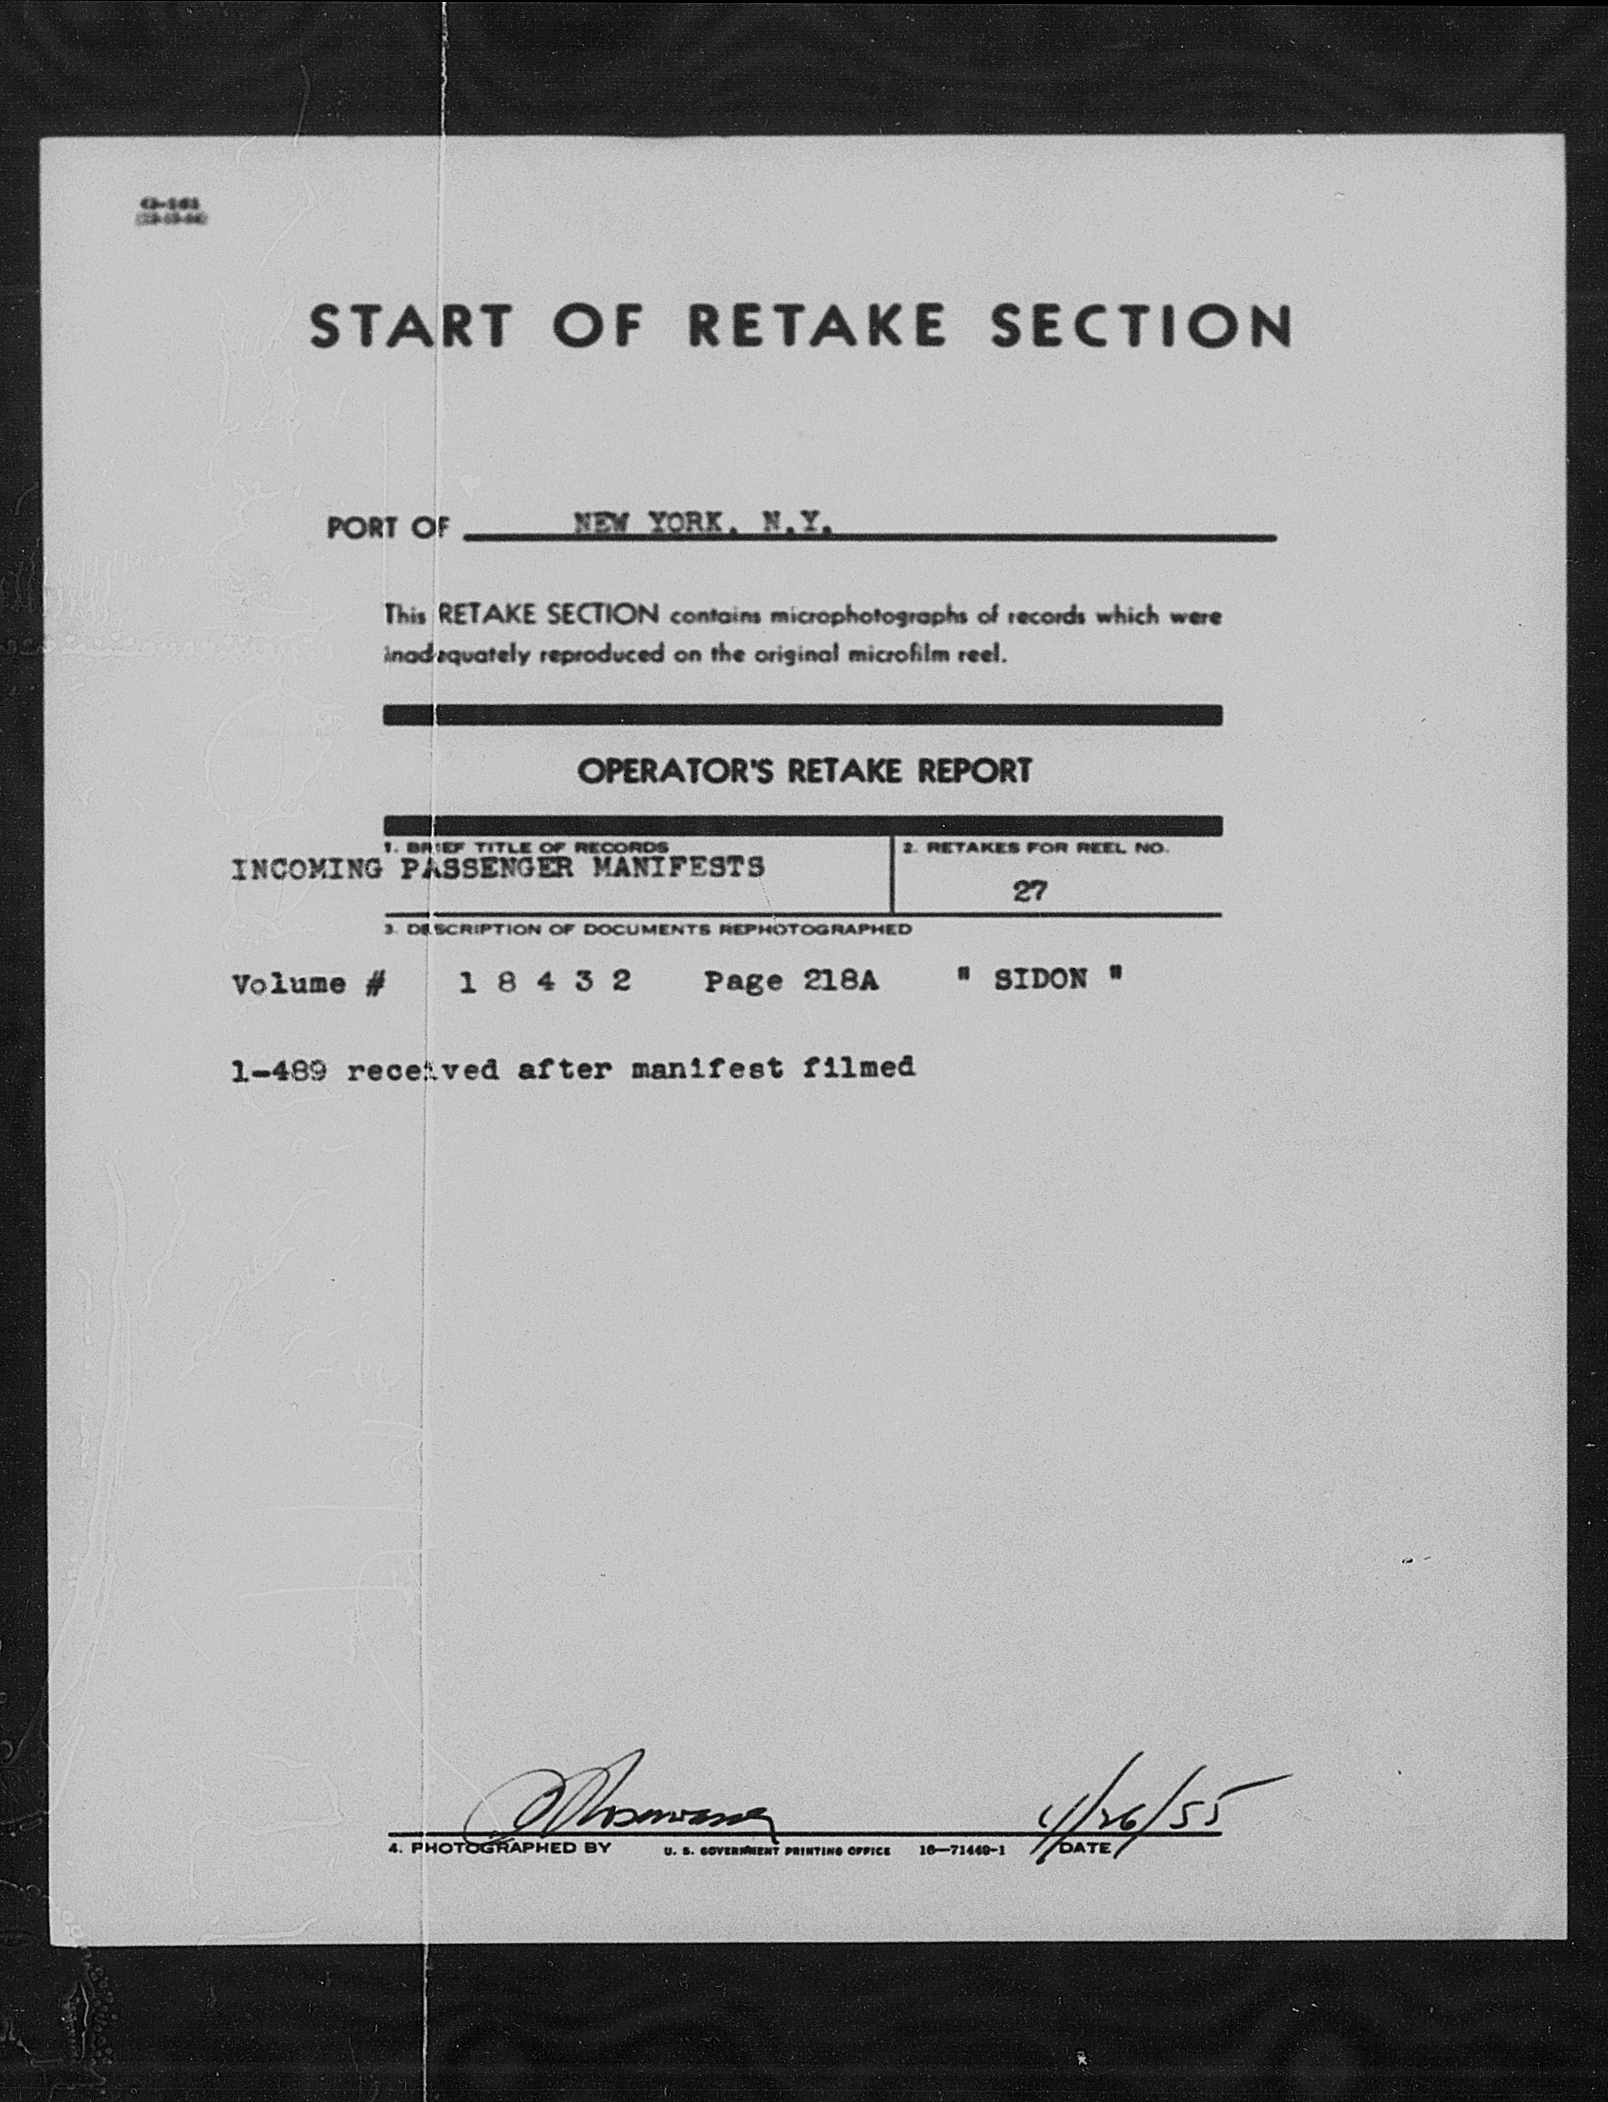 START OF RETAKE SECTION
PORT OF NEW YORK, N.Y.
This RETAKE SECTION contains microphotographs of records which were
inadequately reproduced on the original microfilm reel.
OPERATOR'S RETAKE REPORT
1. BRIEF TITLE OF RECORDS
INCOMING PASSENGER MANIFESTS
2. RETAKES FOR REEL NO.
27
3. DESCRIPTION OF DOCUMENTS REPHOTOGRAPHED
Volume # 1 8 4 3 2 Page 218A " SIDON "
1-489 received after manifest filmed
4/26/55
4. PHOTOGRAPHED BY U. S. GOVERNMENT PRINTING OFFICE 16—71440-1 DATE